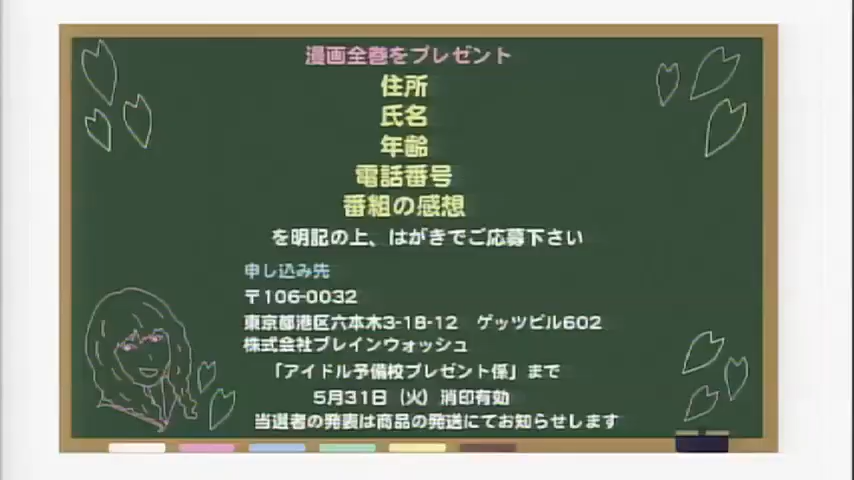 漫画全巻をプレゼント
住所
氏名
年齢
電話番号
番組の感想
を明記の上、はがきでご応募下さい
申し込み先
〒106-0032
東京都港区六本木3-18-12　ゲッツビル602
株式会社ブレインウォッシュ
「アイドル予備校プレゼント係」まで
5月31日（火）消印有効
当選者の発表は商品の発送にてお知らせします